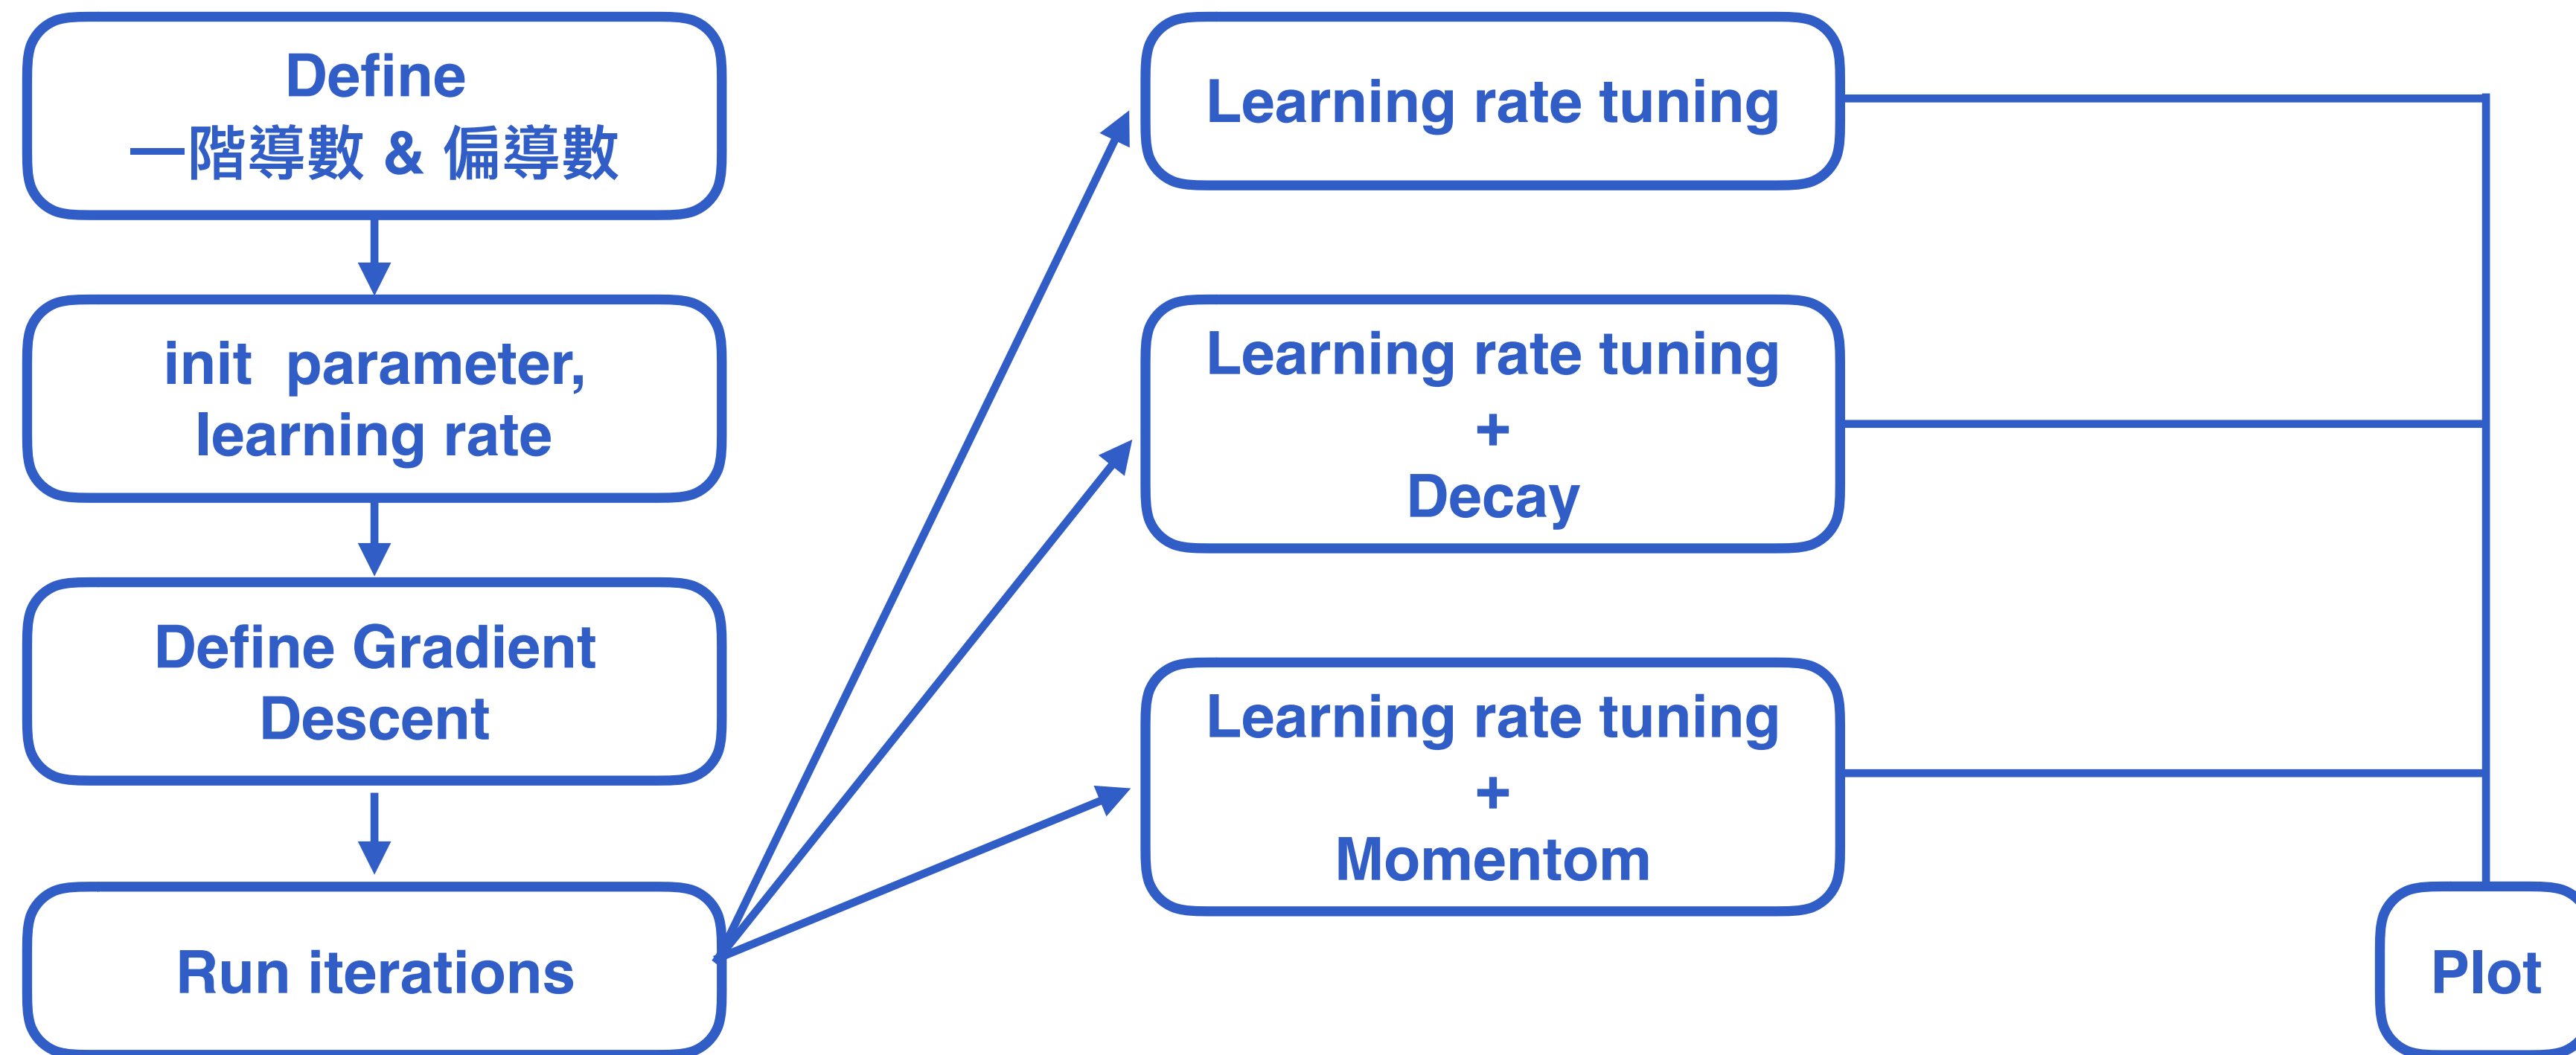 Define
一階導數 & 偏導數
init parameter,
learning rate
Define Gradient
Descent
Run iterations
Learning rate tuning
Learning rate tuning
+
Decay
Learning rate tuning
+
Momentom
Plot